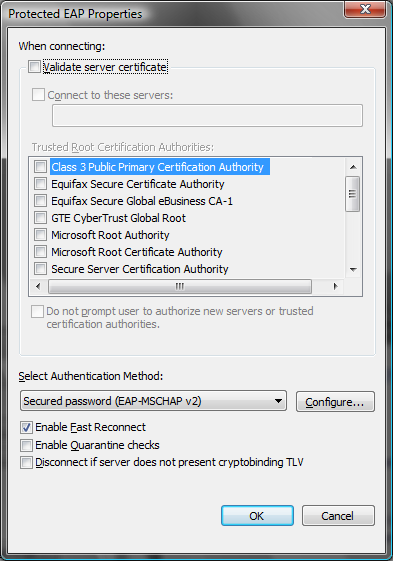 Protected EAP Properties
When connecting:
Validate server certificate
Connect to these servers:
Trusted Root Certification Authorities:
Class 3 Public Primary Certification Authority
Equifax Secure Certificate Authority
Equifax Secure Global eBusiness CA-1
GTE CyberTrust Global Root
Microsoft Root Authority
Microsoft Root Certificate Authority
Secure Server Certification Authority
Do not prompt user to authorize new servers or trusted
certification authorities.
Select Authentication Method:
Secured password (EAP-MSCHAP v2)
Configure...
Enable Fast Reconnect
Enable Quarantine checks
Disconnect if server does not present cryptobinding TLV
OK
Cancel